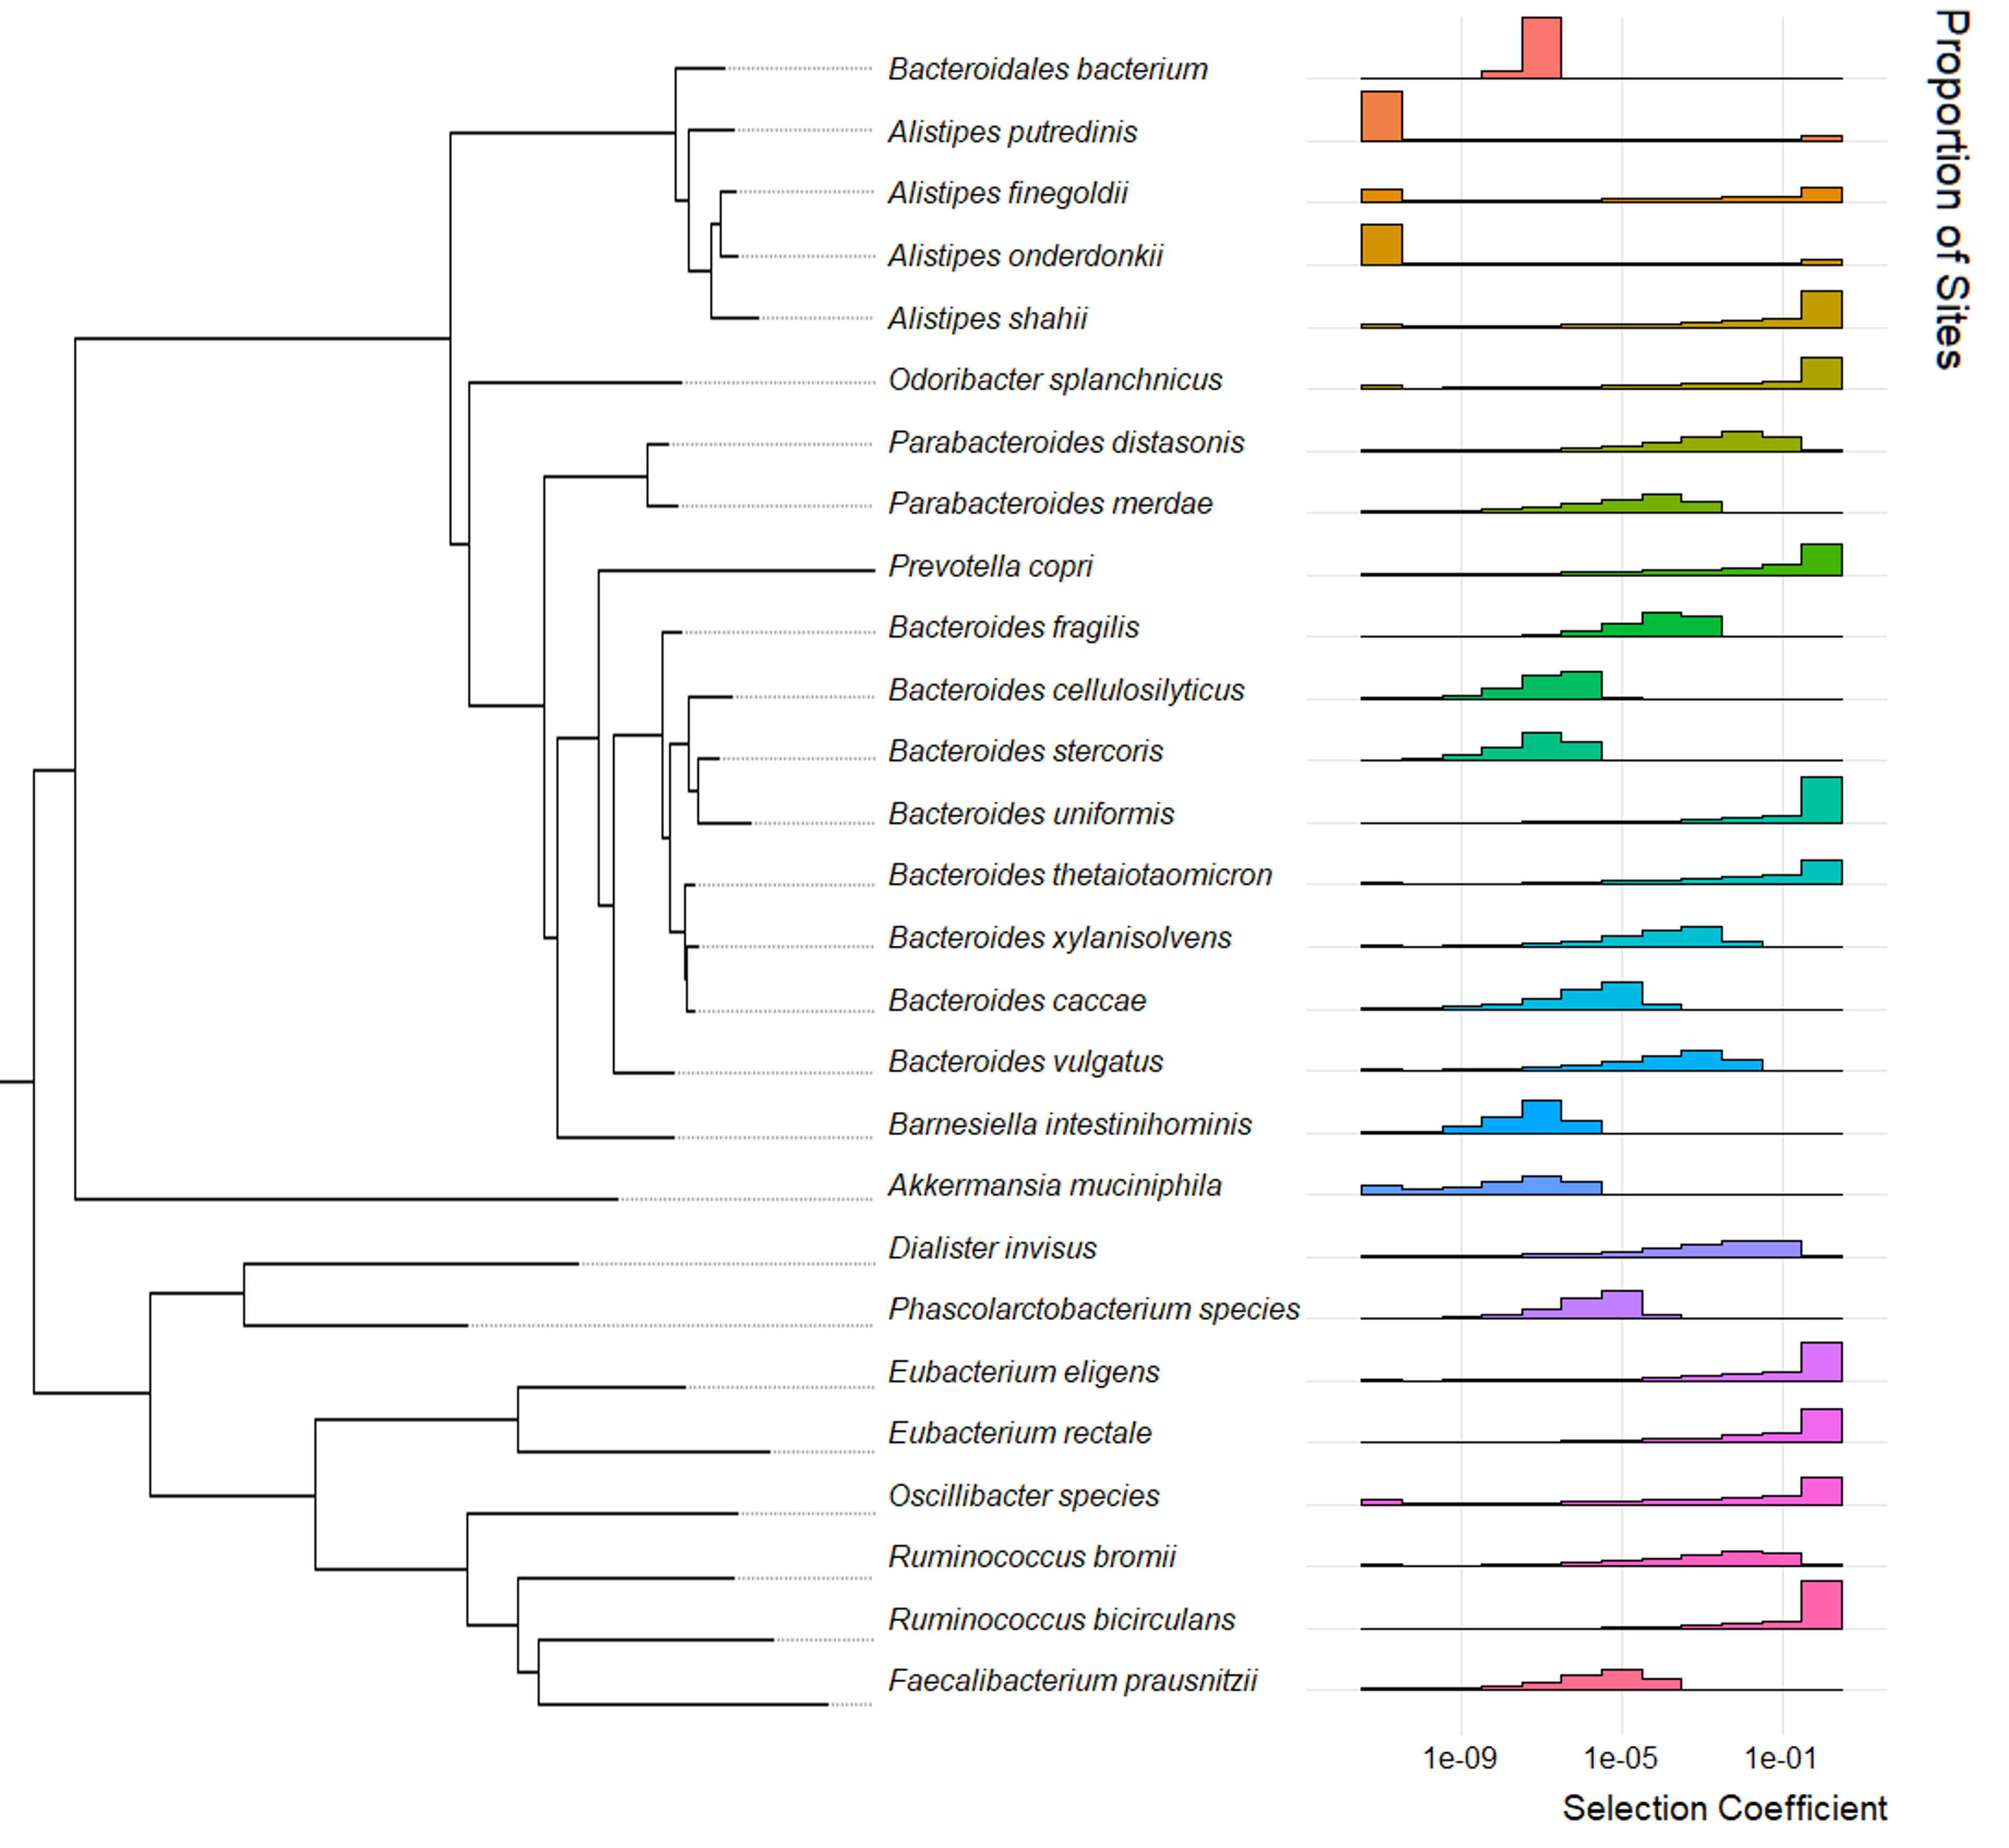 Proportion of Sites
Bacteroidales bacterium
Alistipes putredinis
Alistipes finegoldii
Alistipes onderdonkii
Alistipes shahii
Odoribacter splanchnicus
Parabacteroides distasonis
Parabacteroides merdae
Prevotella copri
Bacteroides fragilis
Bacteroides cellulosilyticus
Bacteroides stercoris
Bacteroides uniformis
Bacteroides thetaiotaomicron
Bacteroides xylanisolvens
Bacteroides caccae
Bacteroides vulgatus
Barnesiella intestinihominis
Akkermansia muciniphila
Dialister invisus
Phascolarctobacterium species
Eubacterium eligens
Eubacterium rectale
Oscillibacter species
Ruminococcus bromii
Ruminococcus bicirculans
Faecalibacterium prausnitzii
1e-09 1e-05 1e-01
Selection Coefficient